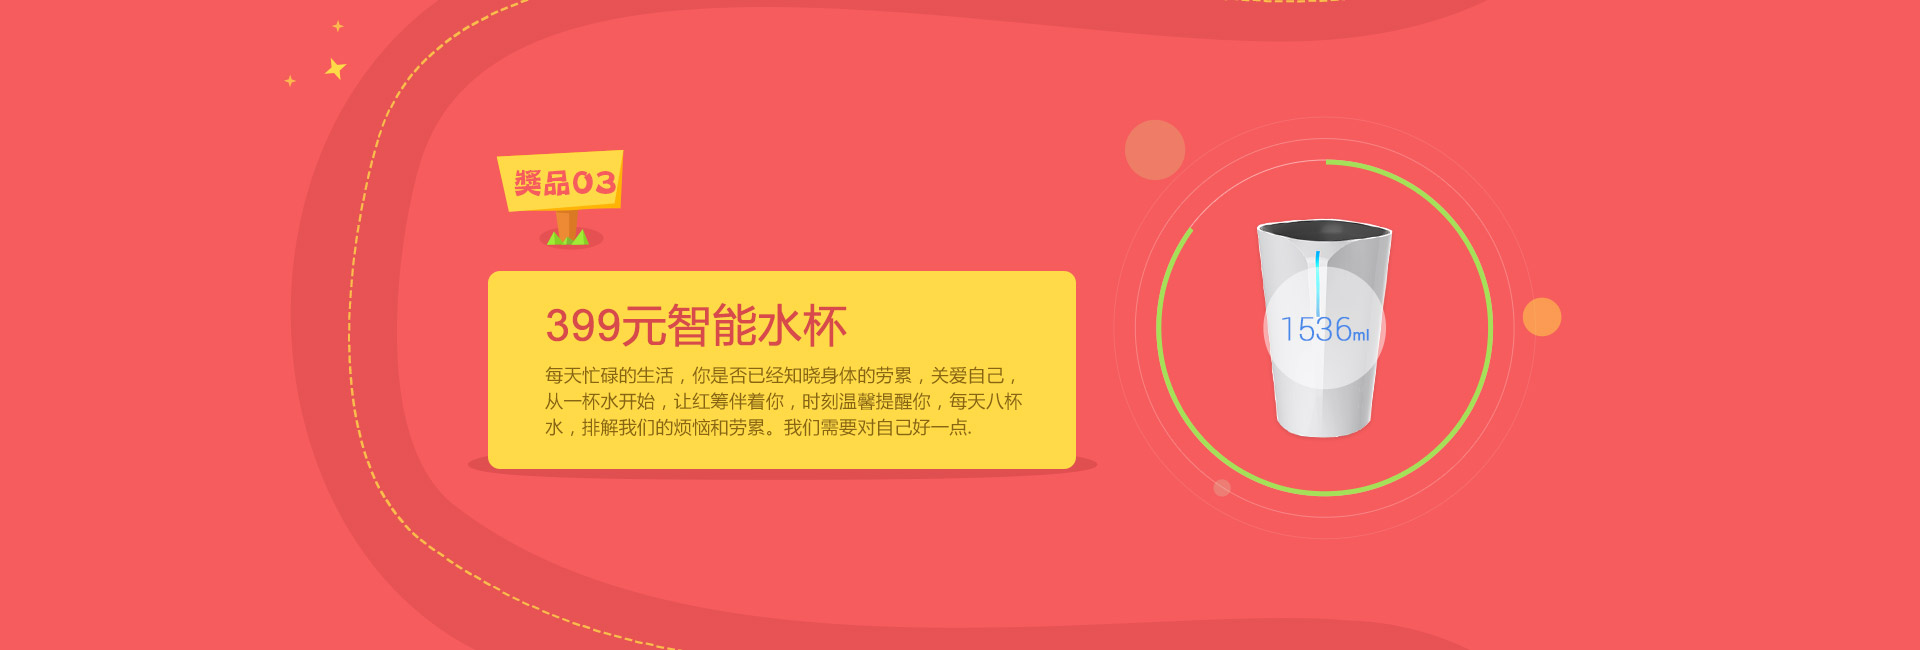 奖品03
399元智能水杯
每天忙碌的生活，你是否已经知晓身体的劳累，关爱自己，
从一杯水开始，让红筹伴着你，时刻温馨提醒你，每天八杯
水，排解我们的烦恼和劳累。我们需要对自己好一点.
1536ml